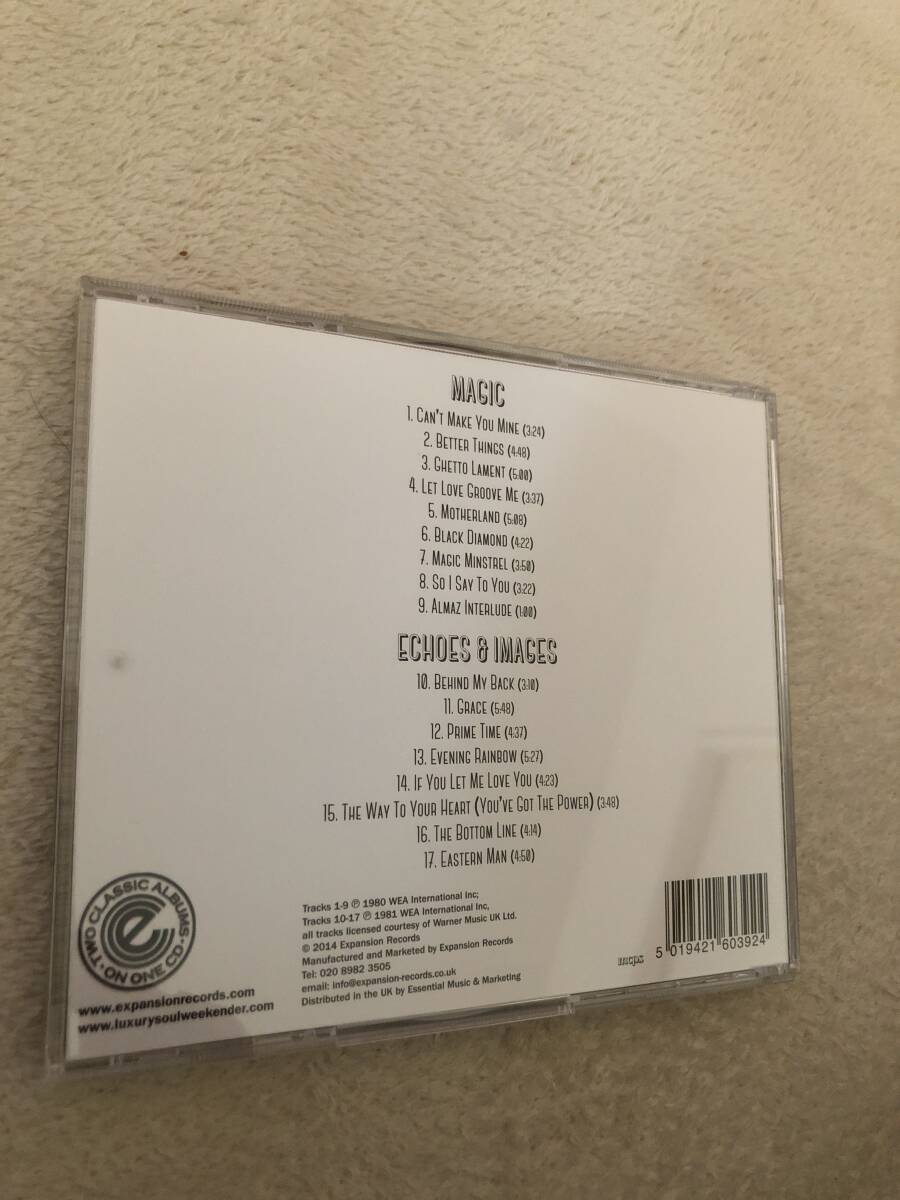 MAGIC
1. CAN'T MAKE YOU MINE (3:24)
2. BETTER THINGS (4:48)
3. GHETTO LAMENT (5:00)
4. LET LOVE GROOVE ME (3:37)
5. MOTHERLAND (5:08)
6. BLACK DIAMOND (4:22)
7. MAGIC MINSTREL (3:50)
8. SO I SAY TO YOU (3:22)
9. ALMAZ INTERLUDE (1:00)
ECHOES & IMAGES
10. BEHIND MY BACK (3:10)
11. GRACE (5:48)
12. PRIME TIME (4:37)
13. EVENING RAINBOW (5:27)
14. IF YOU LET ME LOVE YOU (4:23)
15. THE WAY TO YOUR HEART (YOU'VE GOT THE POWER) (3:48)
16. THE BOTTOM LINE (4:14)
17. EASTERN MAN (4:50)
CLASSIC ALBUMS
TWO ON ONE CD
e
www.expansionrecords.com
www.luxurysoulweekender.com
Tracks 1-9 ℗ 1980 WEA International Inc;
Tracks 10-17 ℗ 1981 WEA International Inc,
all tracks licensed courtesy of Warner Music UK Ltd.
© 2014 Expansion Records
Manufactured and Marketed by Expansion Records
Tel: 020 8982 3505
email: info@expansion-records.co.uk
Distributed in the UK by Essential Music & Marketing
mcps
5 019421 603924